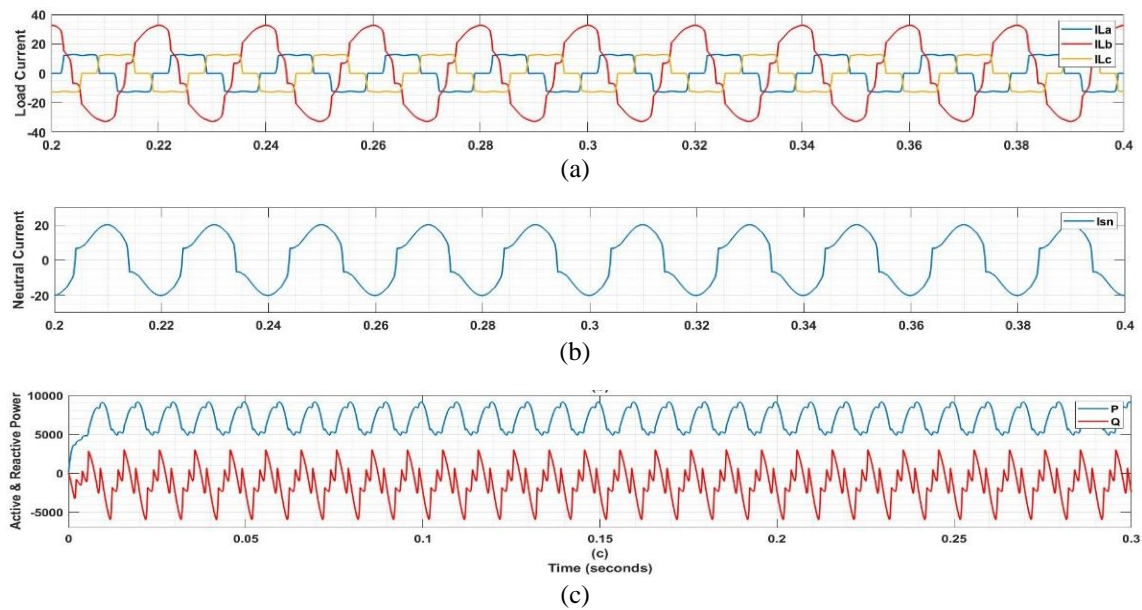 Load Current
40
20
0
-20
-40
ILa
ILb
ILc
0.2 0.22 0.24 0.26 0.28 0.3 0.32 0.34 0.36 0.38 0.4
(a)
Neutral Current
20
0
-20
Isn
0.2 0.22 0.24 0.26 0.28 0.3 0.32 0.34 0.36 0.38 0.4
(b)
Active & Reactive Power
10000
5000
0
-5000
P
Q
0 0.05 0.1 0.15 0.2 0.25 0.3
(c)
Time (seconds)
(c)